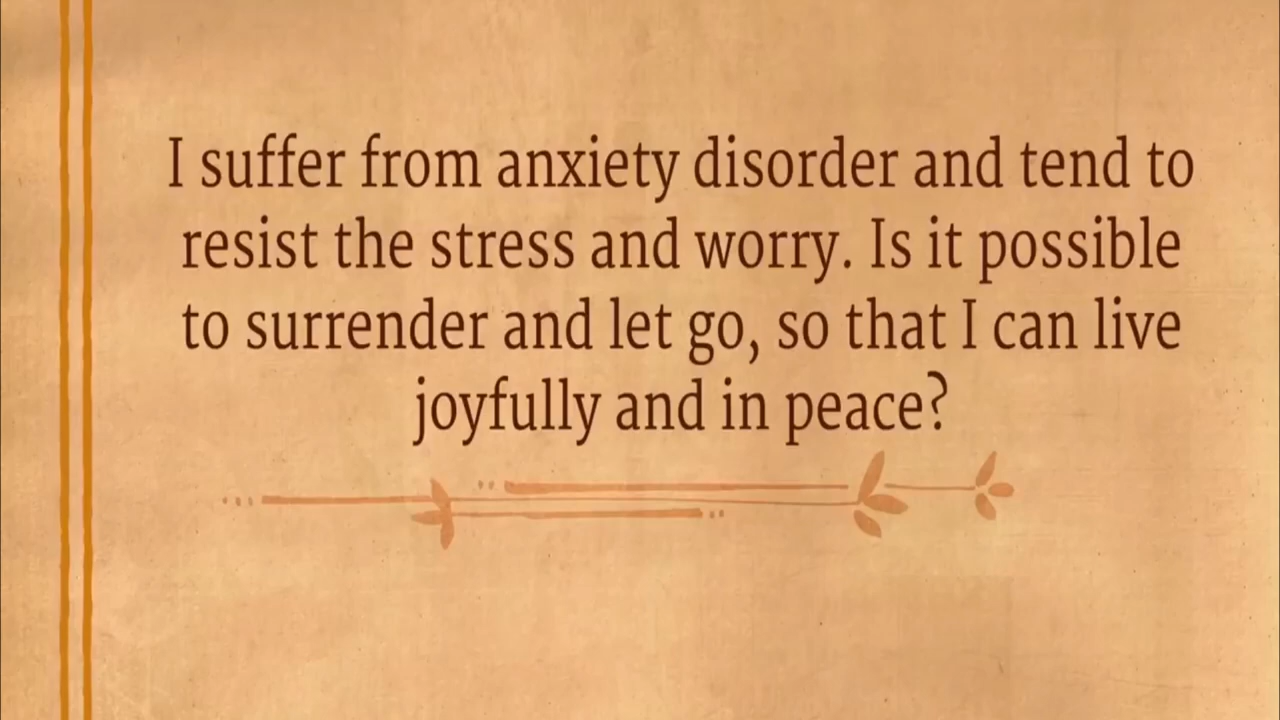 I suffer from anxiety disorder and tend to
resist the stress and worry. Is it possible
to surrender and let go, so that I can live
joyfully and in peace?